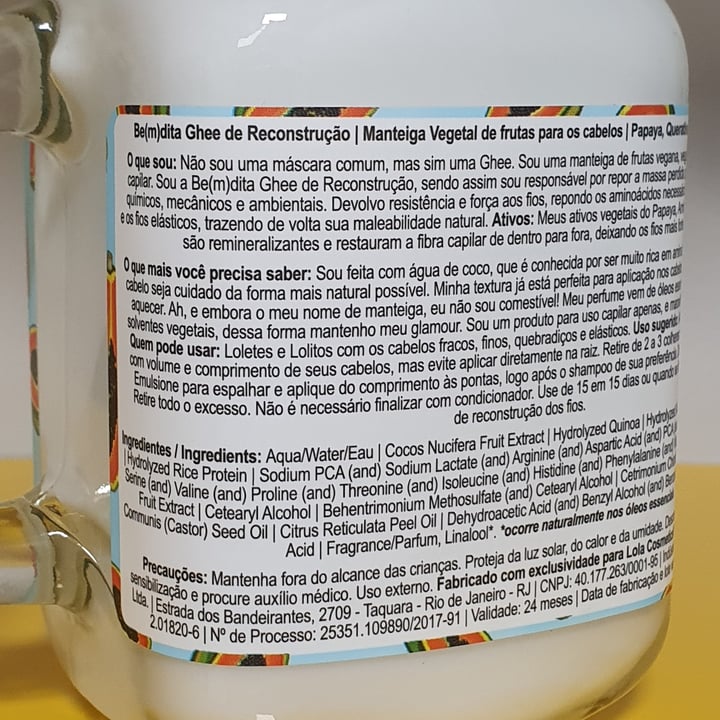 Be(m)dita Ghee de Reconstrução | Manteiga Vegetal de frutas para os cabelos | Papaya,
O que sou: Não sou uma máscara comum, mas sim uma Ghee. Sou uma manteiga de frutas vegana,
capilar. Sou a Be(m)dita Ghee de Reconstrução, sendo assim sou responsável por repor a massa
químicos, mecânicos e ambientais. Devolvo resistência e força aos fios, repondo os aminoácidos
e os fios elásticos, trazendo de volta sua maleabilidade natural. Ativos: Meus ativos vegetais do Papaya,
são remineralizantes e restauram a fibra capilar de dentro para fora, deixando os fios mais
O que mais você precisa saber: Sou feita com água de coco, que é conhecida por ser muito rica em
cabelo seja cuidado da forma mais natural possível. Minha textura já está perfeita para aplicação nos
aquecer. Ah, e embora o meu nome de manteiga, eu não sou comestível! Meu perfume vem de óleos
solventes vegetais, dessa forma mantenho meu glamour. Sou um produto para uso capilar apenas, e
Quem pode usar: Loletes e Lolitos com os cabelos fracos, finos, quebradiços e elásticos. Uso
com volume e comprimento de seus cabelos, mas evite aplicar diretamente na raiz. Retire de 2 a 3
Emulsione para espalhar e aplique do comprimento às pontas, logo após o shampoo de sua preferência.
Retire todo o excesso. Não é necessário finalizar com condicionador. Use de 15 em 15 dias ou quando
de reconstrução dos fios.
Ingredientes / Ingredients: Aqua/Water/Eau | Cocos Nucifera Fruit Extract | Hydrolyzed Quinoa |
| Hydrolyzed Rice Protein | Sodium PCA (and) Sodium Lactate (and) Arginine (and) Aspartic Acid (and) PCA
Serine (and) Valine (and) Proline (and) Threonine (and) Isoleucine (and) Histidine (and) Phenylalanine (and)
Fruit Extract | Cetearyl Alcohol | Behentrimonium Methosulfate (and) Cetearyl Alcohol | Cetrimonium
Communis (Castor) Seed Oil | Citrus Reticulata Peel Oil | Dehydroacetic Acid (and) Benzyl Alcohol (and)
Acid | Fragrance/Parfum, Linalool*. *ocorre naturalmente nos óleos
Precauções: Mantenha fora do alcance das crianças. Proteja da luz solar, do calor e da umidade.
sensibilização e procure auxílio médico. Uso externo. Fabricado com exclusividade para Lola
Ltda. | Estrada dos Bandeirantes, 2709 - Taquara - Rio de Janeiro - RJ | CNPJ: 40.177.263/0001-95 |
2.01820-6 | Nº de Processo: 25351.109890/2017-91 | Validade: 24 meses | Data de fabricação e